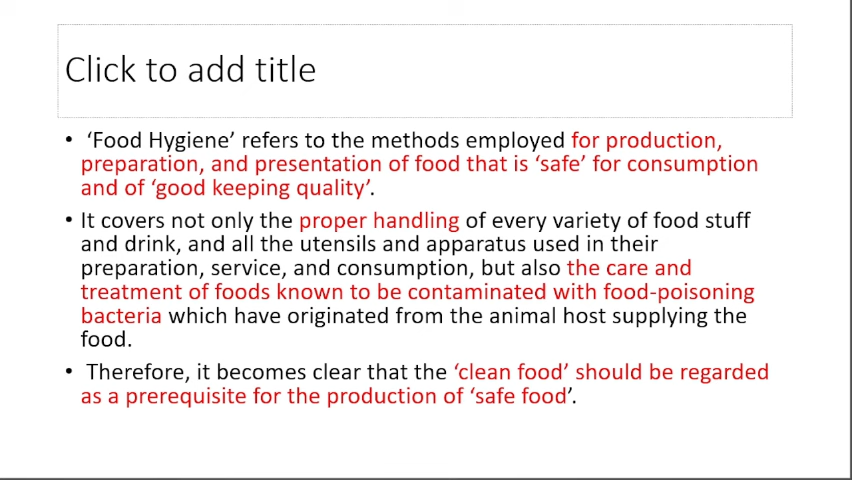 Click to add title
• ‘Food Hygiene’ refers to the methods employed for production,
preparation, and presentation of food that is ‘safe’ for consumption
and of ‘good keeping quality’.
• It covers not only the proper handling of every variety of food stuff
and drink, and all the utensils and apparatus used in their
preparation, service, and consumption, but also the care and
treatment of foods known to be contaminated with food-poisoning
bacteria which have originated from the animal host supplying the
food.
• Therefore, it becomes clear that the ‘clean food’ should be regarded
as a prerequisite for the production of ‘safe food’.